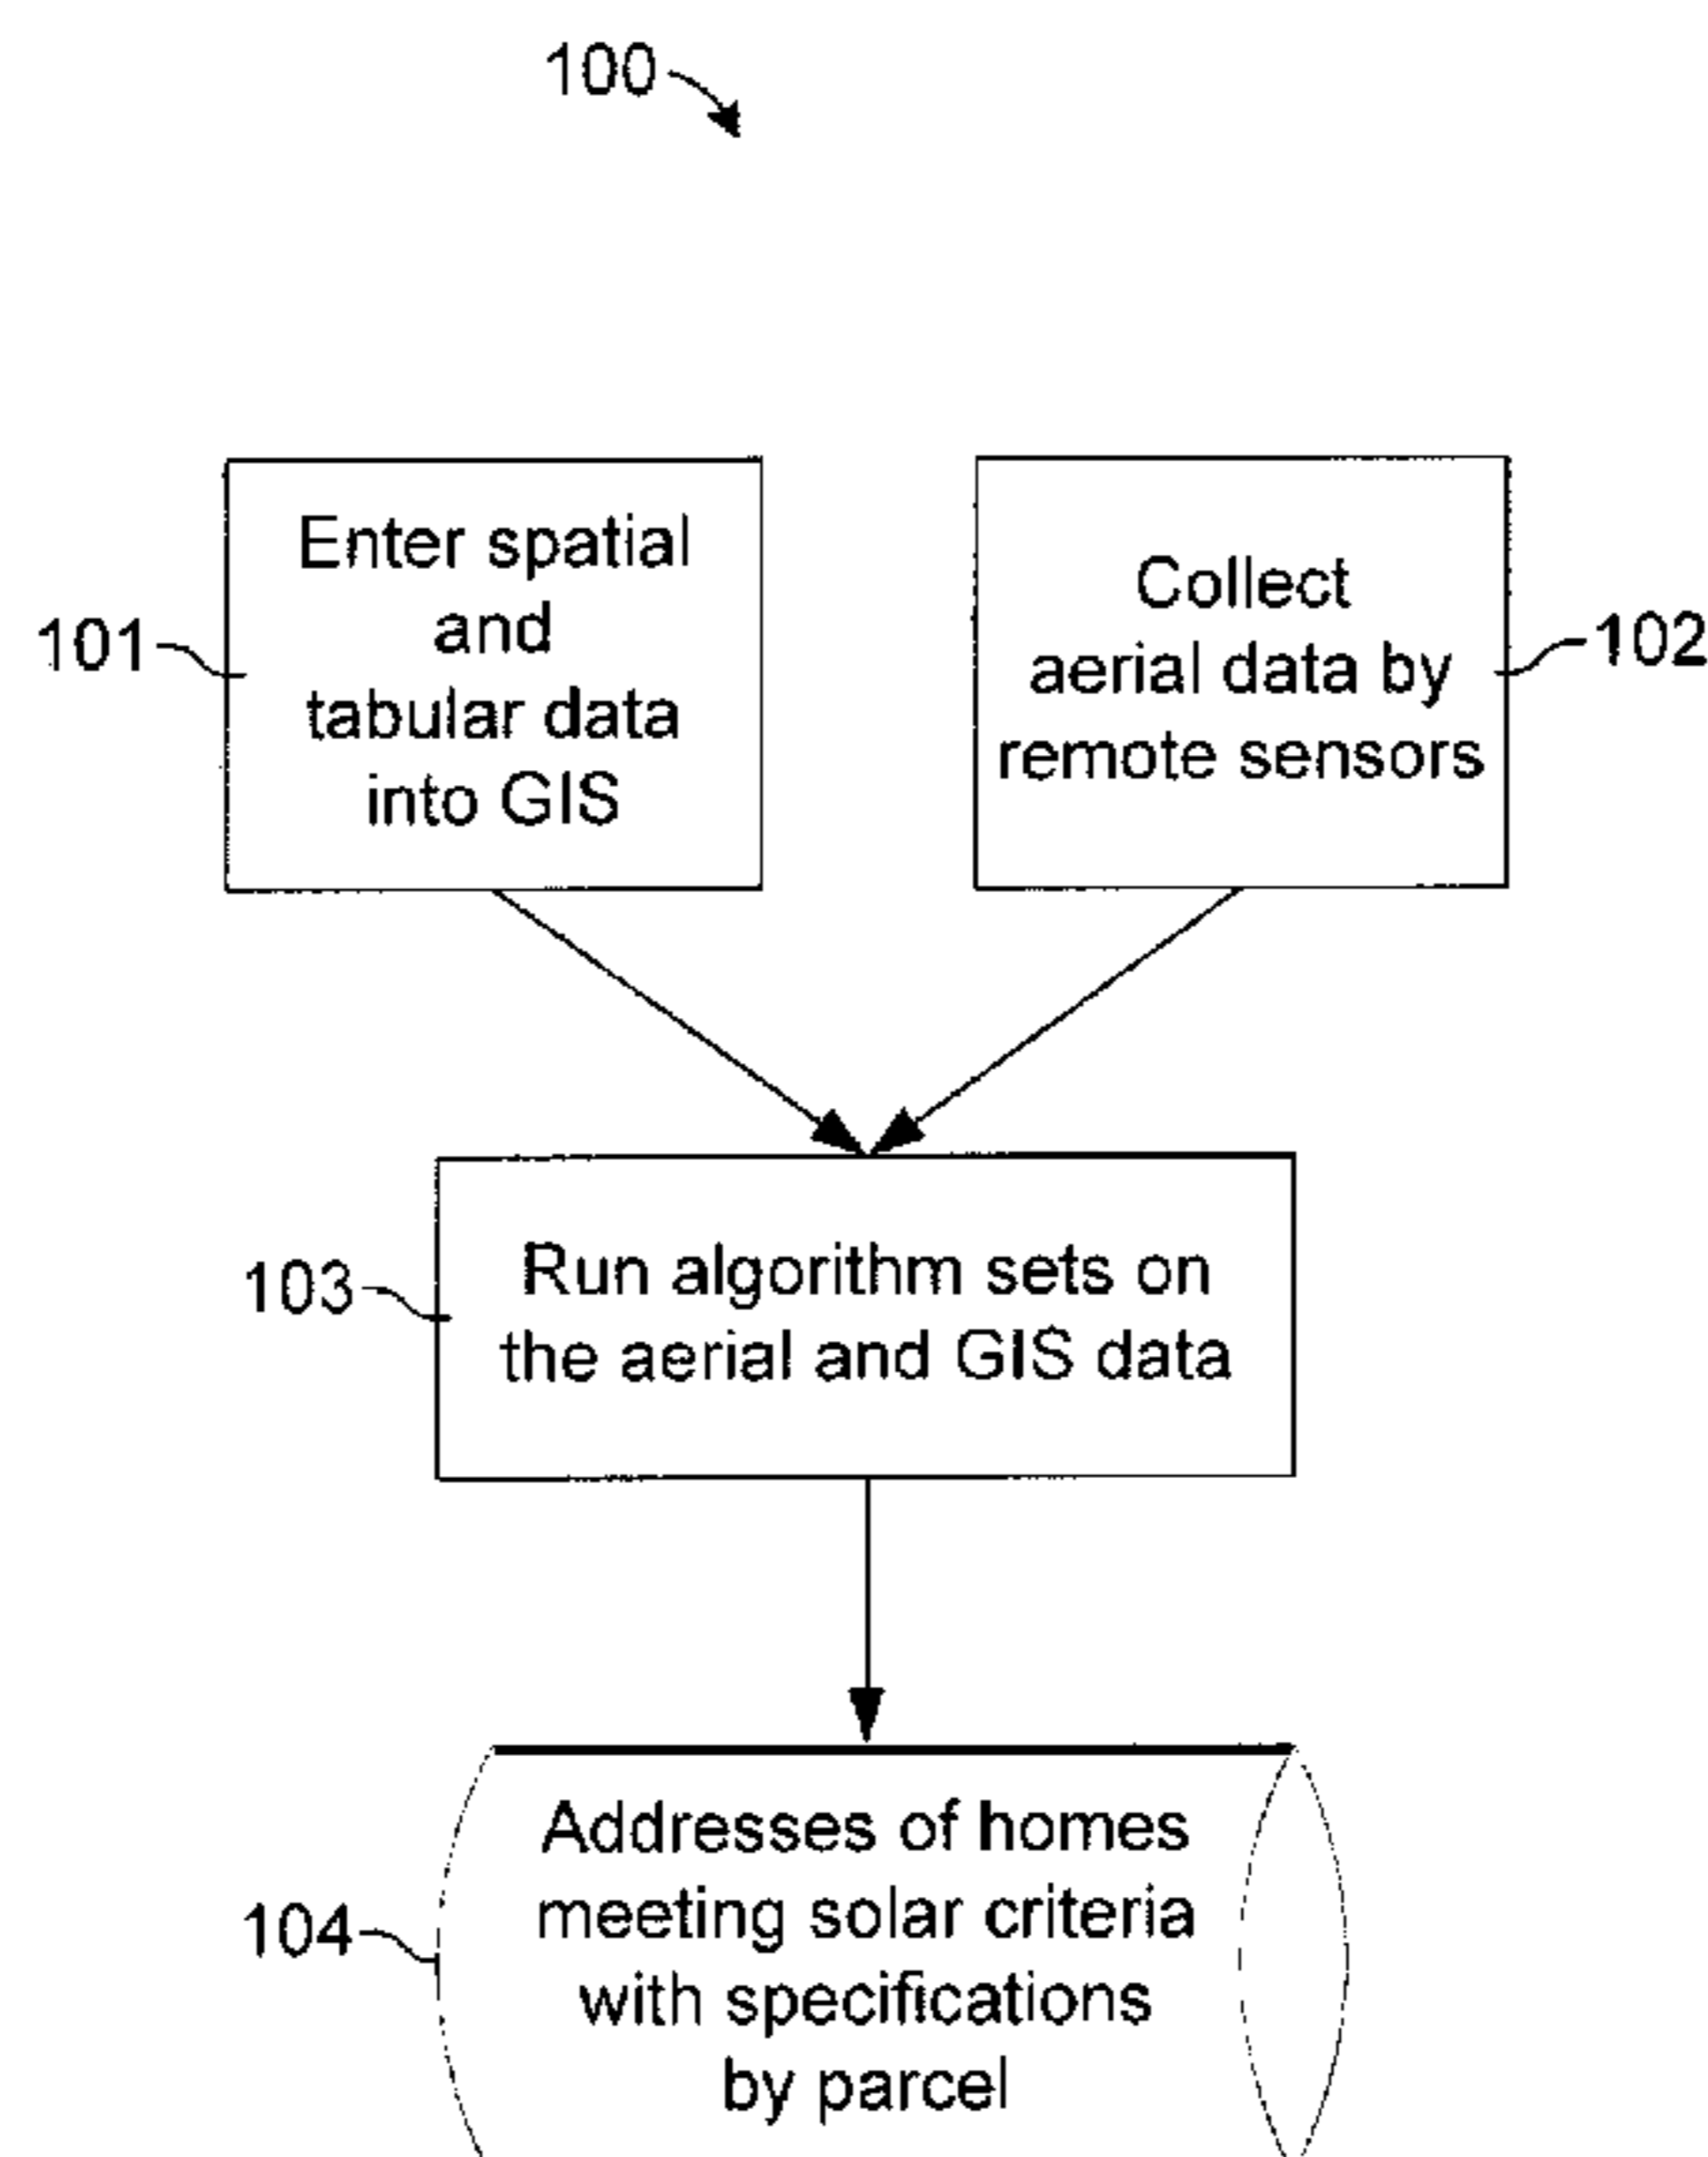 100
Enter spatial
and
tabular data
into GIS
101
Collect
aerial data by
remote sensors
102
Run algorithm sets on
the aerial and GIS data
103
Addresses of homes
meeting solar criteria
with specifications
by parcel
104